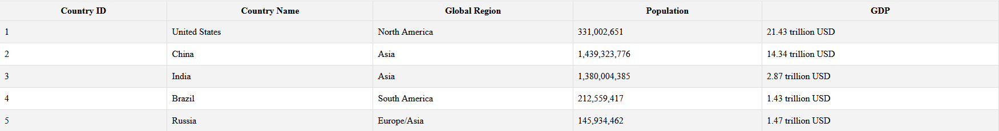 Country ID Country Name Global Region Population GDP
1 United States North America 331,002,651 21.43 trillion USD
2 China Asia 1,439,323,776 14.34 trillion USD
3 India Asia 1,380,004,385 2.87 trillion USD
4 Brazil South America 212,559,417 1.43 trillion USD
5 Russia Europe/Asia 145,934,462 1.47 trillion USD